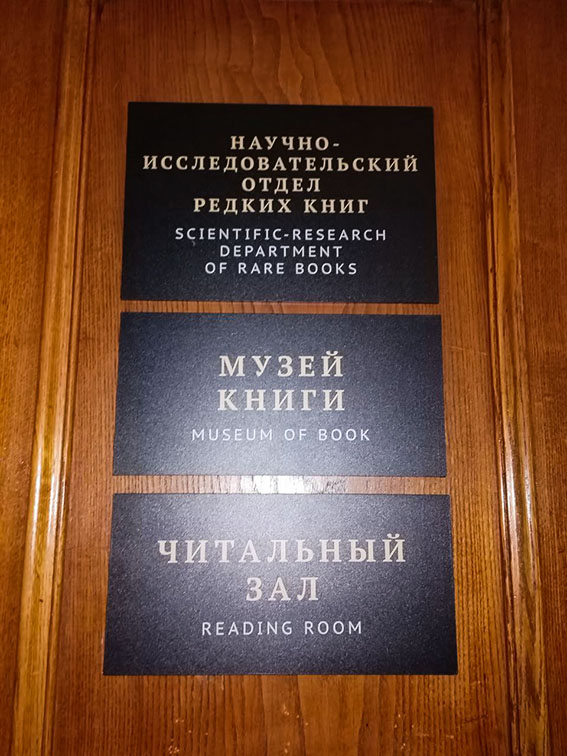 НАУЧНО-
ИССЛЕДОВАТЕЛЬСКИЙ
ОТДЕЛ
РЕДКИХ КНИГ
SCIENTIFIC-RESEARCH
DEPARTMENT
OF RARE BOOKS
МУЗЕЙ
КНИГИ
MUSEUM OF BOOK
ЧИТАЛЬНЫЙ
ЗАЛ
READING ROOM